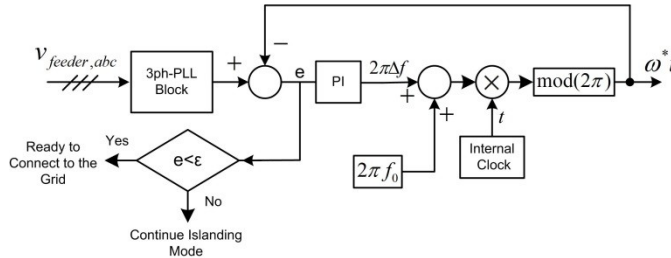 v feeder,abc
3ph-PLL
Block
+
−
e
PI
2πΔf
+
+
×
mod(2π)
ω*t
t
Internal
Clock
2πf0
Ready to
Connect to the
Grid
Yes
e<ε
No
Continue Islanding
Mode